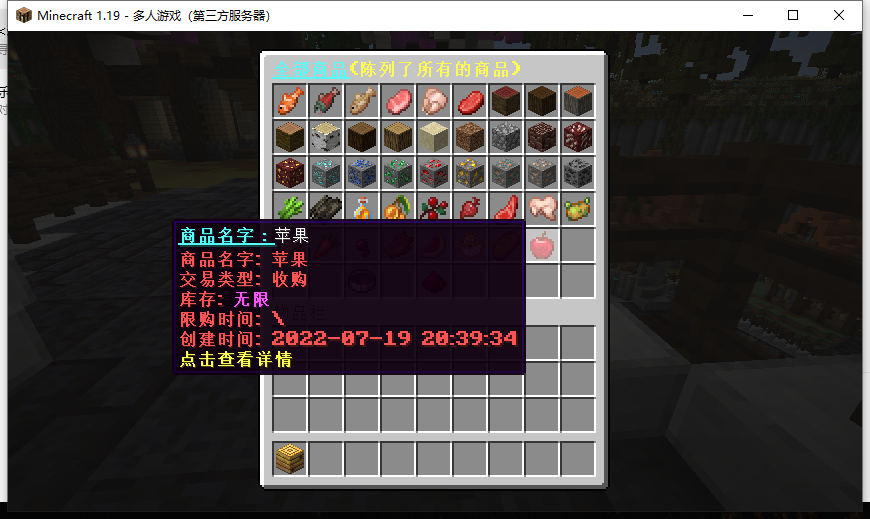 Minecraft 1.19 - 多人游戏（第三方服务器）
全部商品《陈列了所有的商品》
商品名字：苹果
商品名字: 苹果
交易类型: 收购
库存: 无限
限购时间: \
创建时间: 2022-07-19 20:39:34
点击查看详情